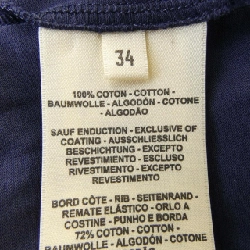 34
100% COTON - COTTON -
BAUMWOLLE - ALGODÓN - COTONE
- ALGODÃO
SAUF ENDUCTION - EXCLUSIVE OF
COATING - AUSSCHLIESSLICH
BESCHICHTUNG - EXCEPTO
REVESTIMIENTO - ESCLUSO
RIVESTIMENTO - EXCEPTO
REVESTIMENTO
BORD CÔTE - RIB - SEITENRAND -
REMATE ELÁSTICO - ORLO A
COSTINE - PUNHO E BORDA
72% COTON - COTTON -
BAUMWOLLE - ALGODÓN - COTONE